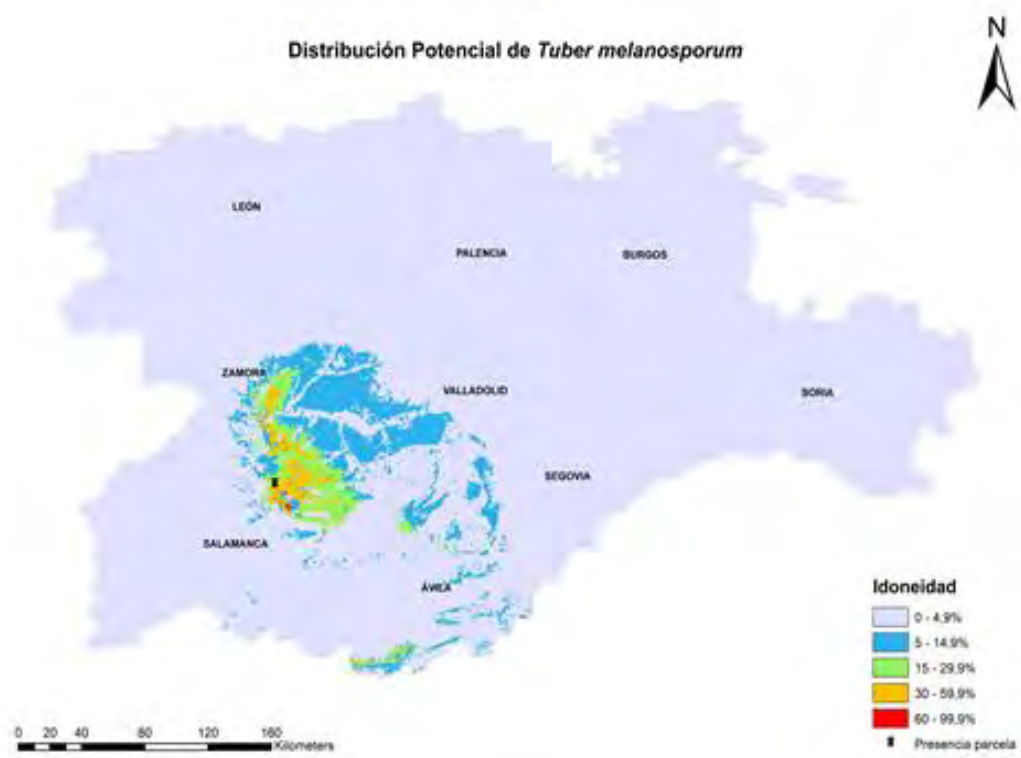 Distribución Potencial de Tuber melanosporum
N
LEÓN
PALENCIA
BURGOS
ZAMORA
VALLADOLID
SORIA
SEGOVIA
SALAMANCA
ÁVILA
Idoneidad
0 - 4,9%
5 - 14,9%
15 - 29,9%
30 - 59,9%
60 - 99,9%
Presencia parcela
0 20 40 80 120 160
Kilometers